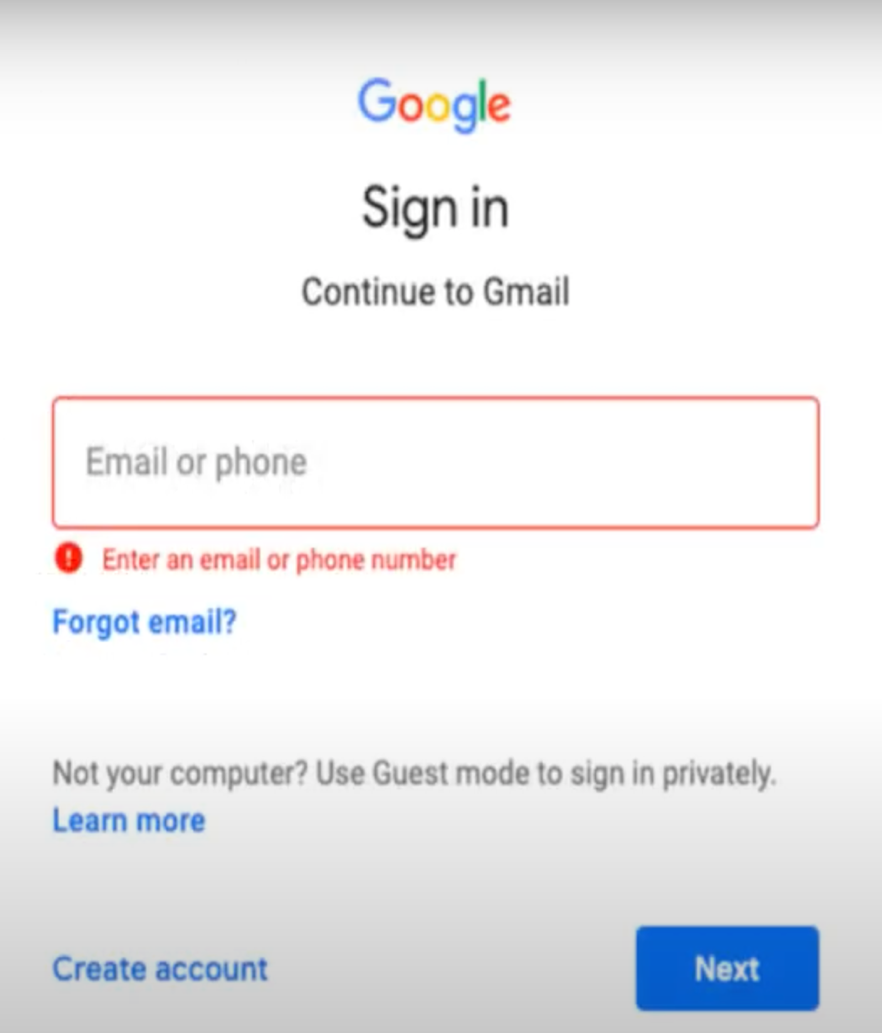 Google
Sign in
Continue to Gmail
Email or phone
Enter an email or phone number
Forgot email?
Not your computer? Use Guest mode to sign in privately.
Learn more
Create account
Next